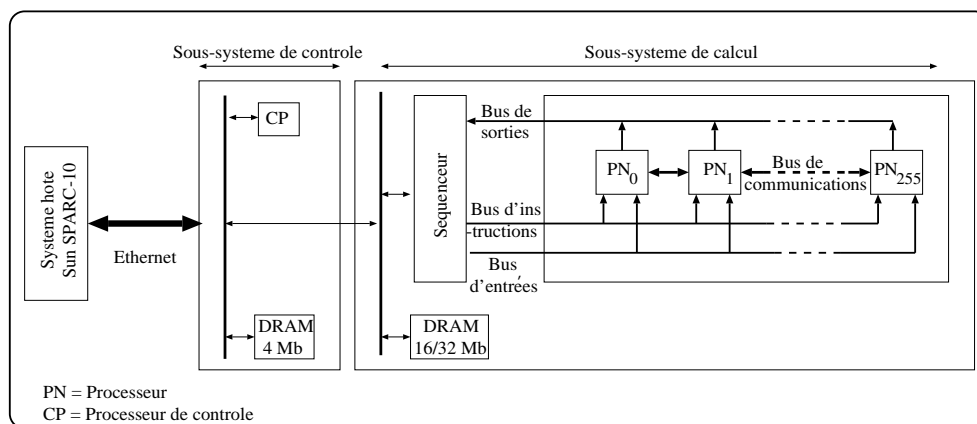 Sous-systeme de controle
Sous-systeme de calcul
CP
Bus de
sorties
Systeme hote
Sun SPARC-10
Ethernet
Sequenceur
PN0
PN1
Bus de
communications
PN255
Bus d'ins
-tructions
Bus
d'entrées
DRAM
4 Mb
DRAM
16/32 Mb
PN = Processeur
CP = Processeur de controle